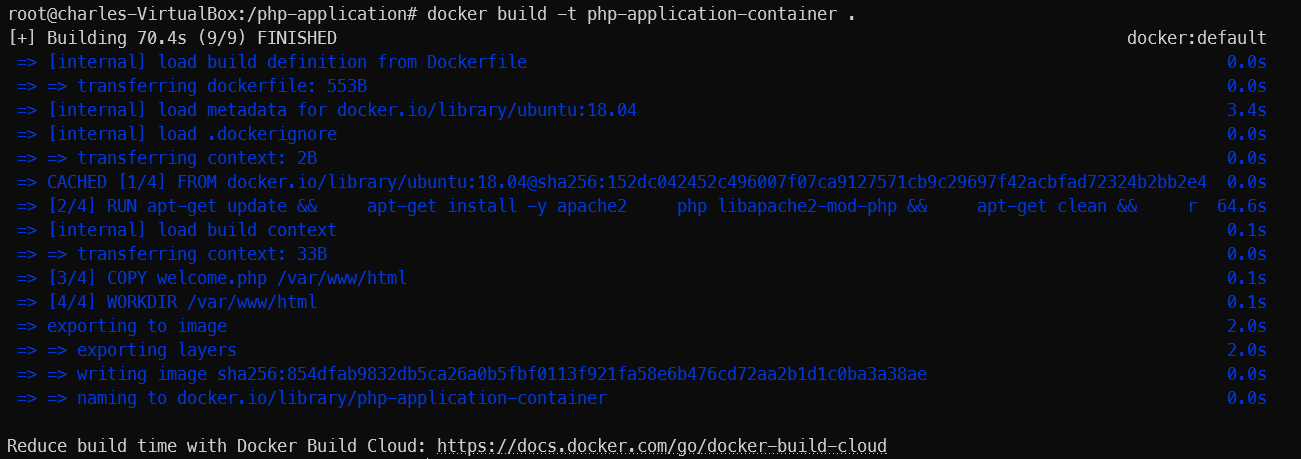 root@charles-VirtualBox:/php-application# docker build -t php-application-container .
[+] Building 70.4s (9/9) FINISHED docker:default
=> [internal] load build definition from Dockerfile 0.0s
=> => transferring dockerfile: 553B 0.0s
=> [internal] load metadata for docker.io/library/ubuntu:18.04 3.4s
=> [internal] load .dockerignore 0.0s
=> => transferring context: 2B 0.0s
=> CACHED [1/4] FROM docker.io/library/ubuntu:18.04@sha256:152dc042452c496007f07ca9127571cb9c29697f42acbfad72324b2bb2e4 0.0s
=> [2/4] RUN apt-get update &&     apt-get install -y apache2     php libapache2-mod-php &&     apt-get clean &&     r 64.6s
=> [internal] load build context 0.1s
=> => transferring context: 33B 0.0s
=> [3/4] COPY welcome.php /var/www/html 0.1s
=> [4/4] WORKDIR /var/www/html 0.1s
=> exporting to image 2.0s
=> => exporting layers 2.0s
=> => writing image sha256:854dfab9832db5ca26a0b5fbf0113f921fa58e6b476cd72aa2b1d1c0ba3a38ae 0.0s
=> => naming to docker.io/library/php-application-container 0.0s
Reduce build time with Docker Build Cloud: https://docs.docker.com/go/docker-build-cloud